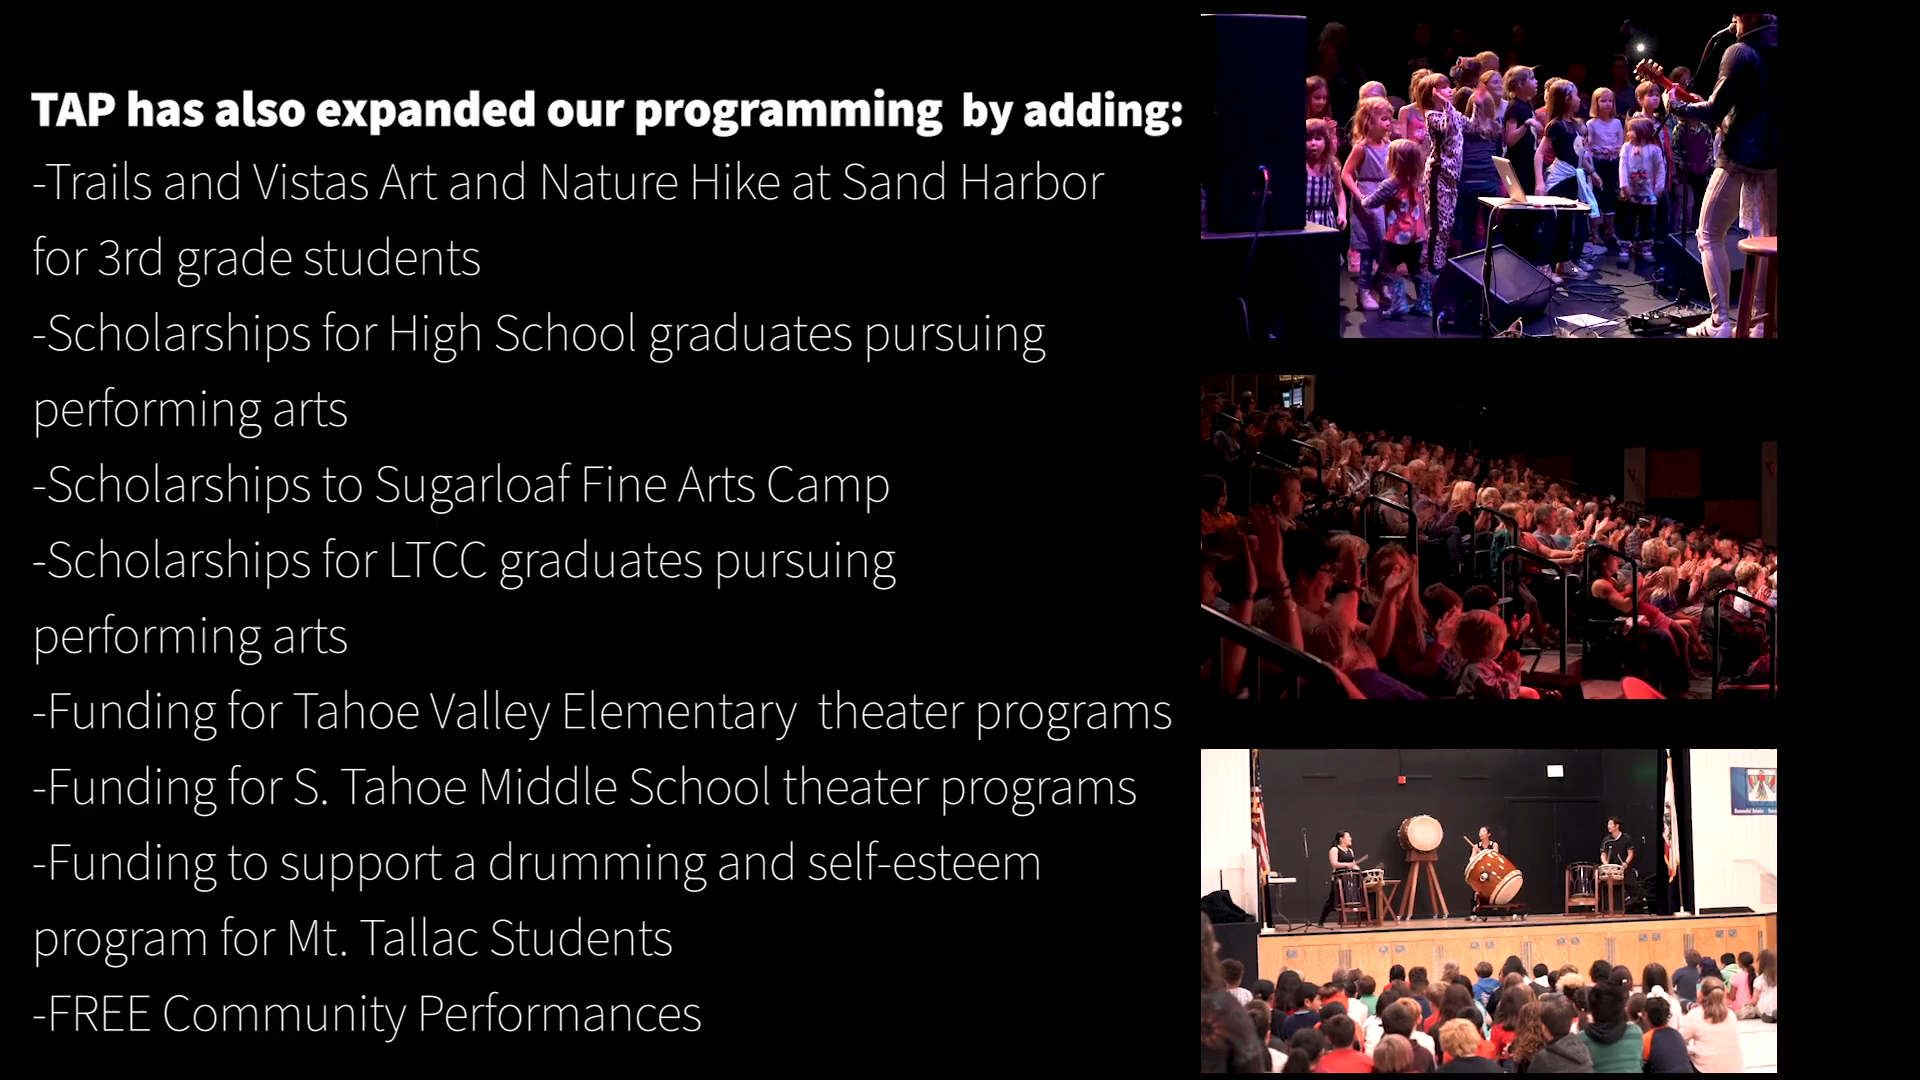 TAP has also expanded our programming  by adding:
-Trails and Vistas Art and Nature Hike at Sand Harbor
for 3rd grade students
-Scholarships for High School graduates pursuing
performing arts
-Scholarships to Sugarloaf Fine Arts Camp
-Scholarships for LTCC graduates pursuing
performing arts
-Funding for Tahoe Valley Elementary  theater programs
-Funding for S. Tahoe Middle School theater programs
-Funding to support a drumming and self-esteem
program for Mt. Tallac Students
-FREE Community Performances